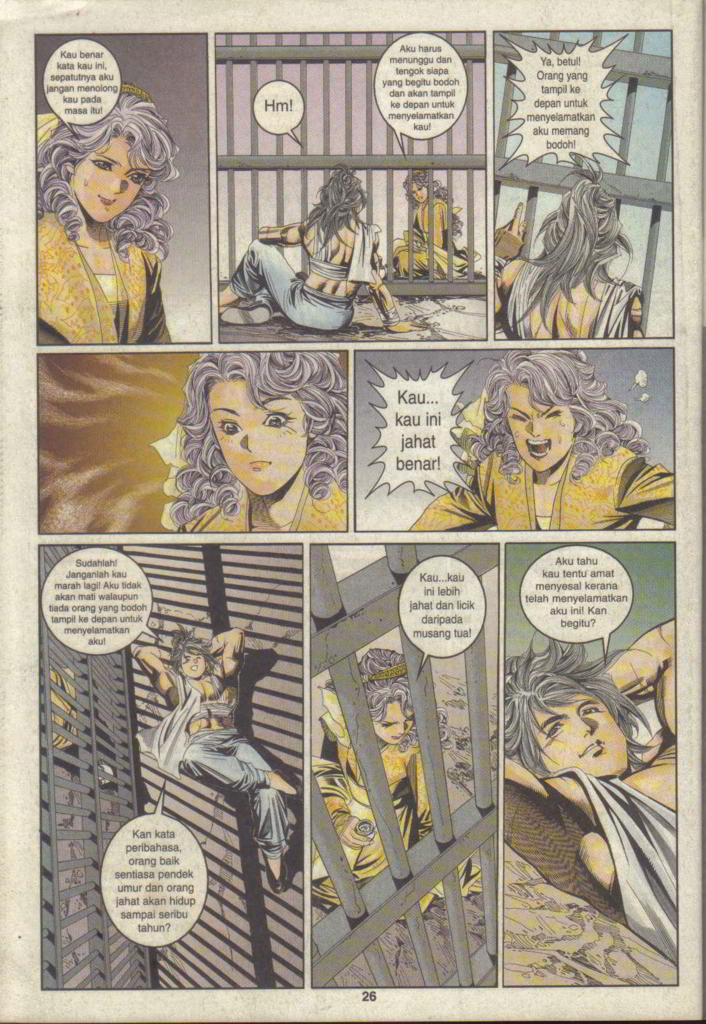 Kau benar
kata kau ini,
sepatutnya aku
jangan menolong
kau pada
masa itu!
Hm!
Aku harus
menunggu dan
tengok siapa
yang begitu bodoh
dan akan tampil
ke depan untuk
menyelamatkan
kau!
Ya, betul!
Orang yang
tampil ke
depan untuk
menyelamatkan
aku memang
bodoh!
Kau...
kau ini
jahat
benar!
Sudahlah!
Janganlah kau
marah lagi! Aku tidak
akan mati walaupun
tiada orang yang bodoh
tampil ke depan untuk
menyelamatkan
aku!
Kan kata
peribahasa,
orang baik
sentiasa pendek
umur dan orang
jahat akan hidup
sampai seribu
tahun?
Kau...kau
ini lebih
jahat dan licik
daripada
musang tua!
Aku tahu
kau tentu amat
menyesal kerana
telah menyelamatkan
aku ini! Kan
begitu?
26